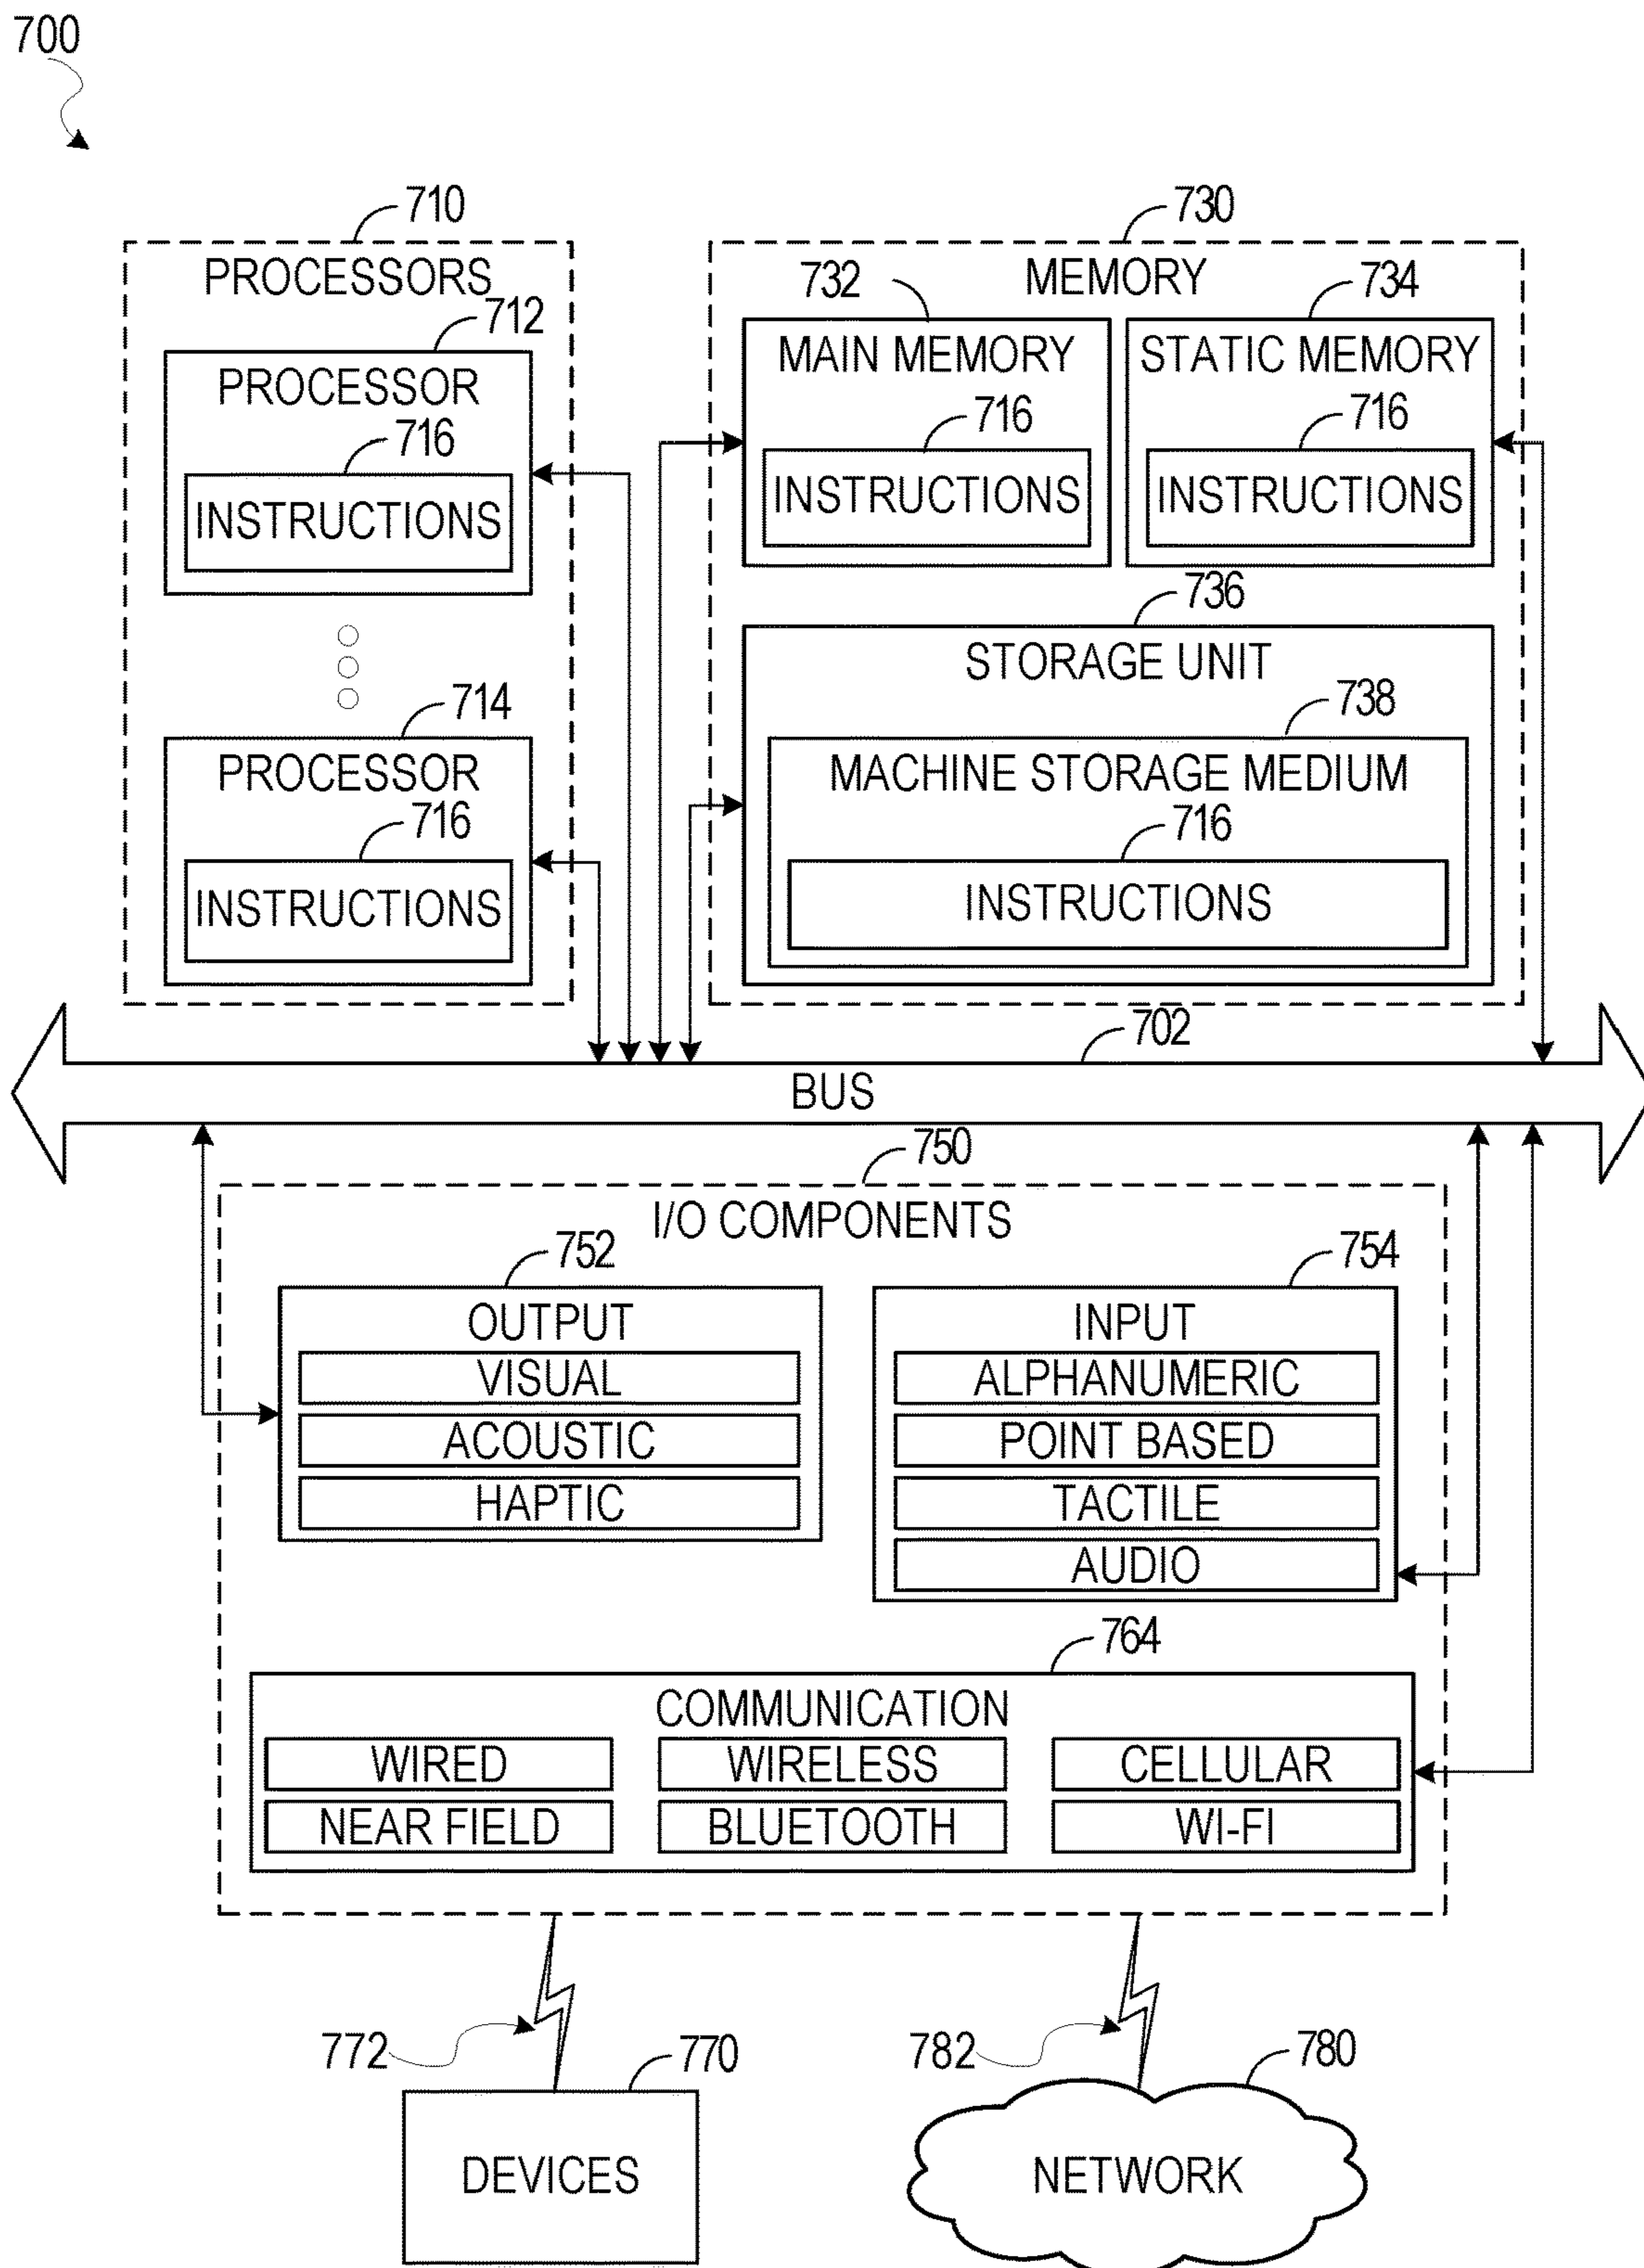 700
710
730
PROCESSORS
MEMORY
732
734
712
MAIN MEMORY
STATIC MEMORY
PROCESSOR
716
716
716
INSTRUCTIONS
INSTRUCTIONS
INSTRUCTIONS
736
STORAGE UNIT
714
738
PROCESSOR
MACHINE STORAGE MEDIUM
716
716
INSTRUCTIONS
INSTRUCTIONS
702
BUS
750
I/O COMPONENTS
752
754
OUTPUT
INPUT
VISUAL
ALPHANUMERIC
ACOUSTIC
POINT BASED
HAPTIC
TACTILE
AUDIO
764
COMMUNICATION
WIRED
WIRELESS
CELLULAR
NEAR FIELD
BLUETOOTH
WI-FI
772
770
782
780
DEVICES
NETWORK